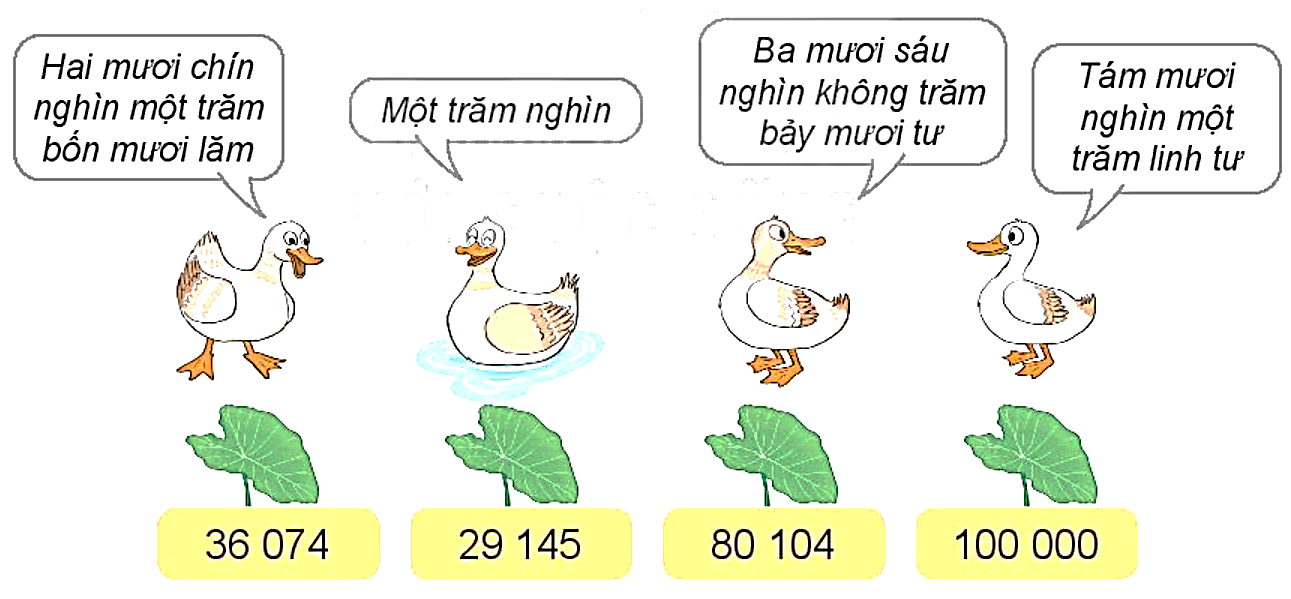 Hai mươi chín
nghìn một trăm
bốn mươi lăm
Một trăm nghìn
Ba mươi sáu
nghìn không trăm
bảy mươi tư
Tám mươi
nghìn một
trăm linh tư
36 074
29 145
80 104
100 000